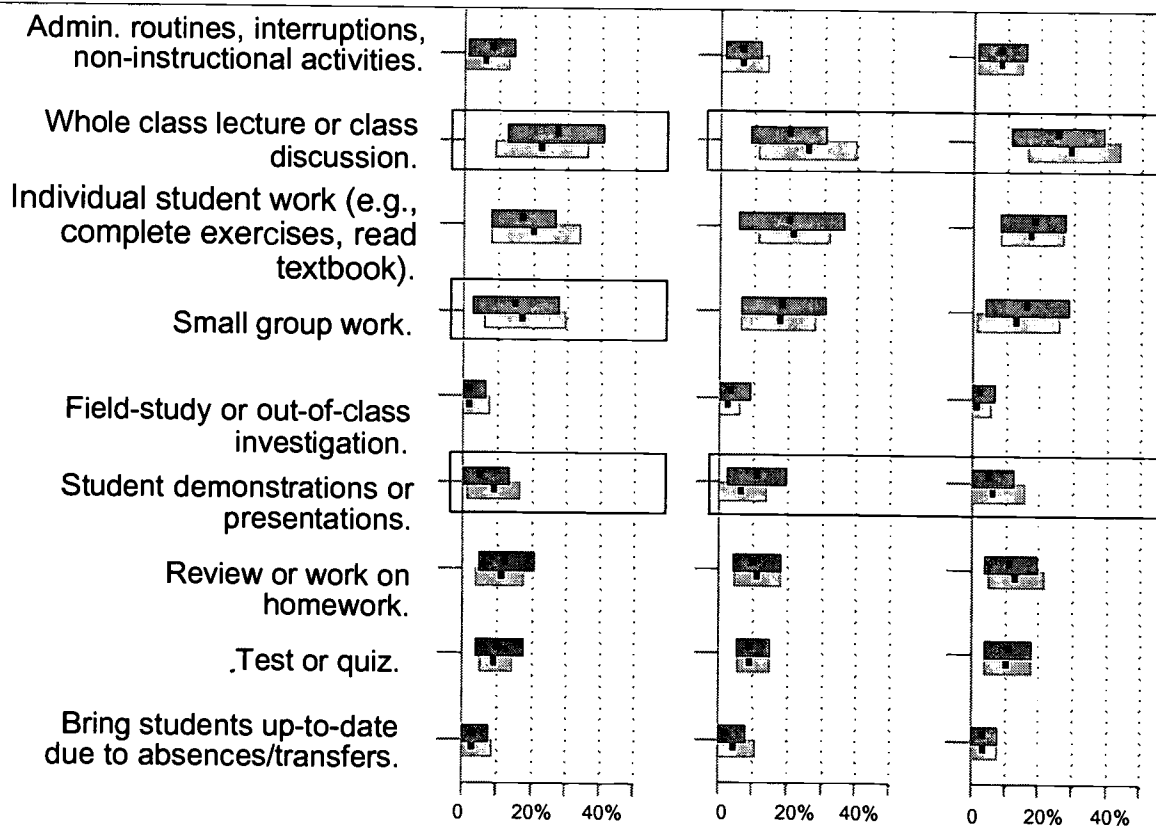 Admin. routines, interruptions,
non-instructional activities.
Whole class lecture or class
discussion.
Individual student work (e.g.,
complete exercises, read
textbook).
Small group work.
Field-study or out-of-class
investigation.
Student demonstrations or
presentations.
Review or work on
homework.
.Test or quiz.
Bring students up-to-date
due to absences/transfers.
0 20% 40% 0 20% 40% 0 20% 40%